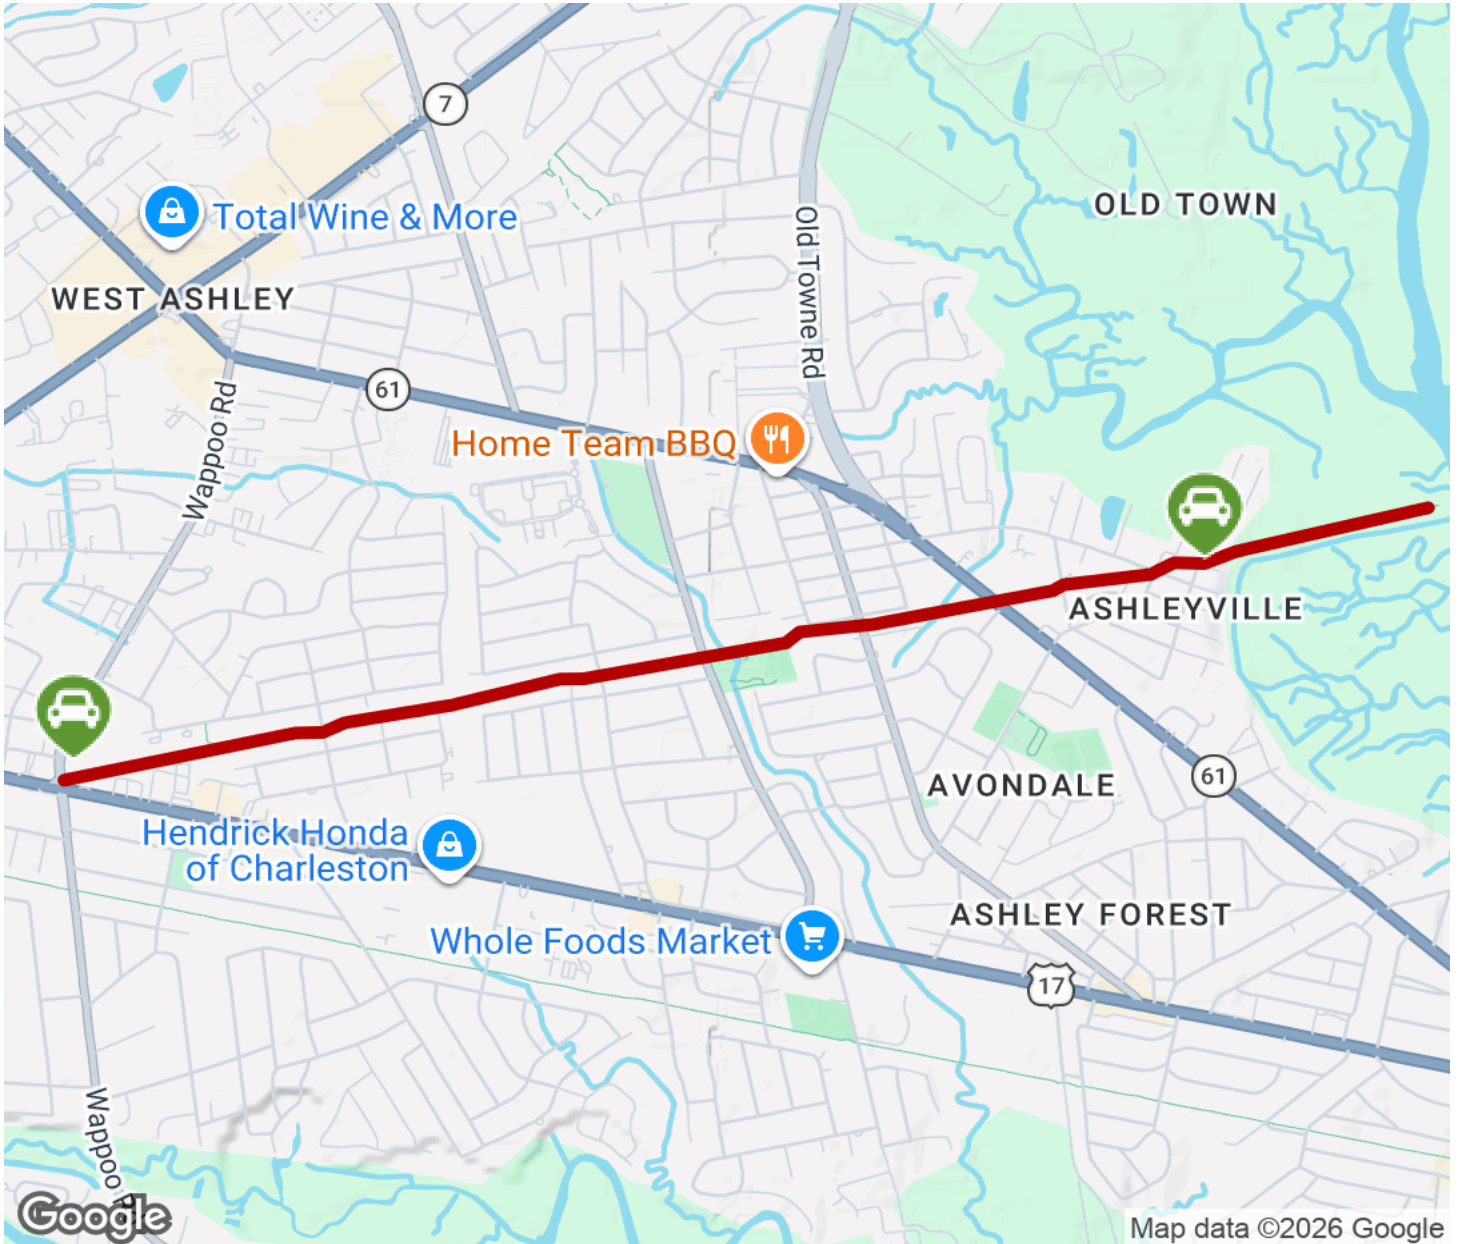 7
OLD TOWN
Total Wine & More
Old Towne Rd
WEST ASHLEY
61
Wappoo Rd
Home Team BBQ
ASHLEYVILLE
61
AVONDALE
Hendrick Honda
of Charleston
ASHLEY FOREST
Whole Foods Market
17
Wappoo Rd
Google
Map data ©2026 Google